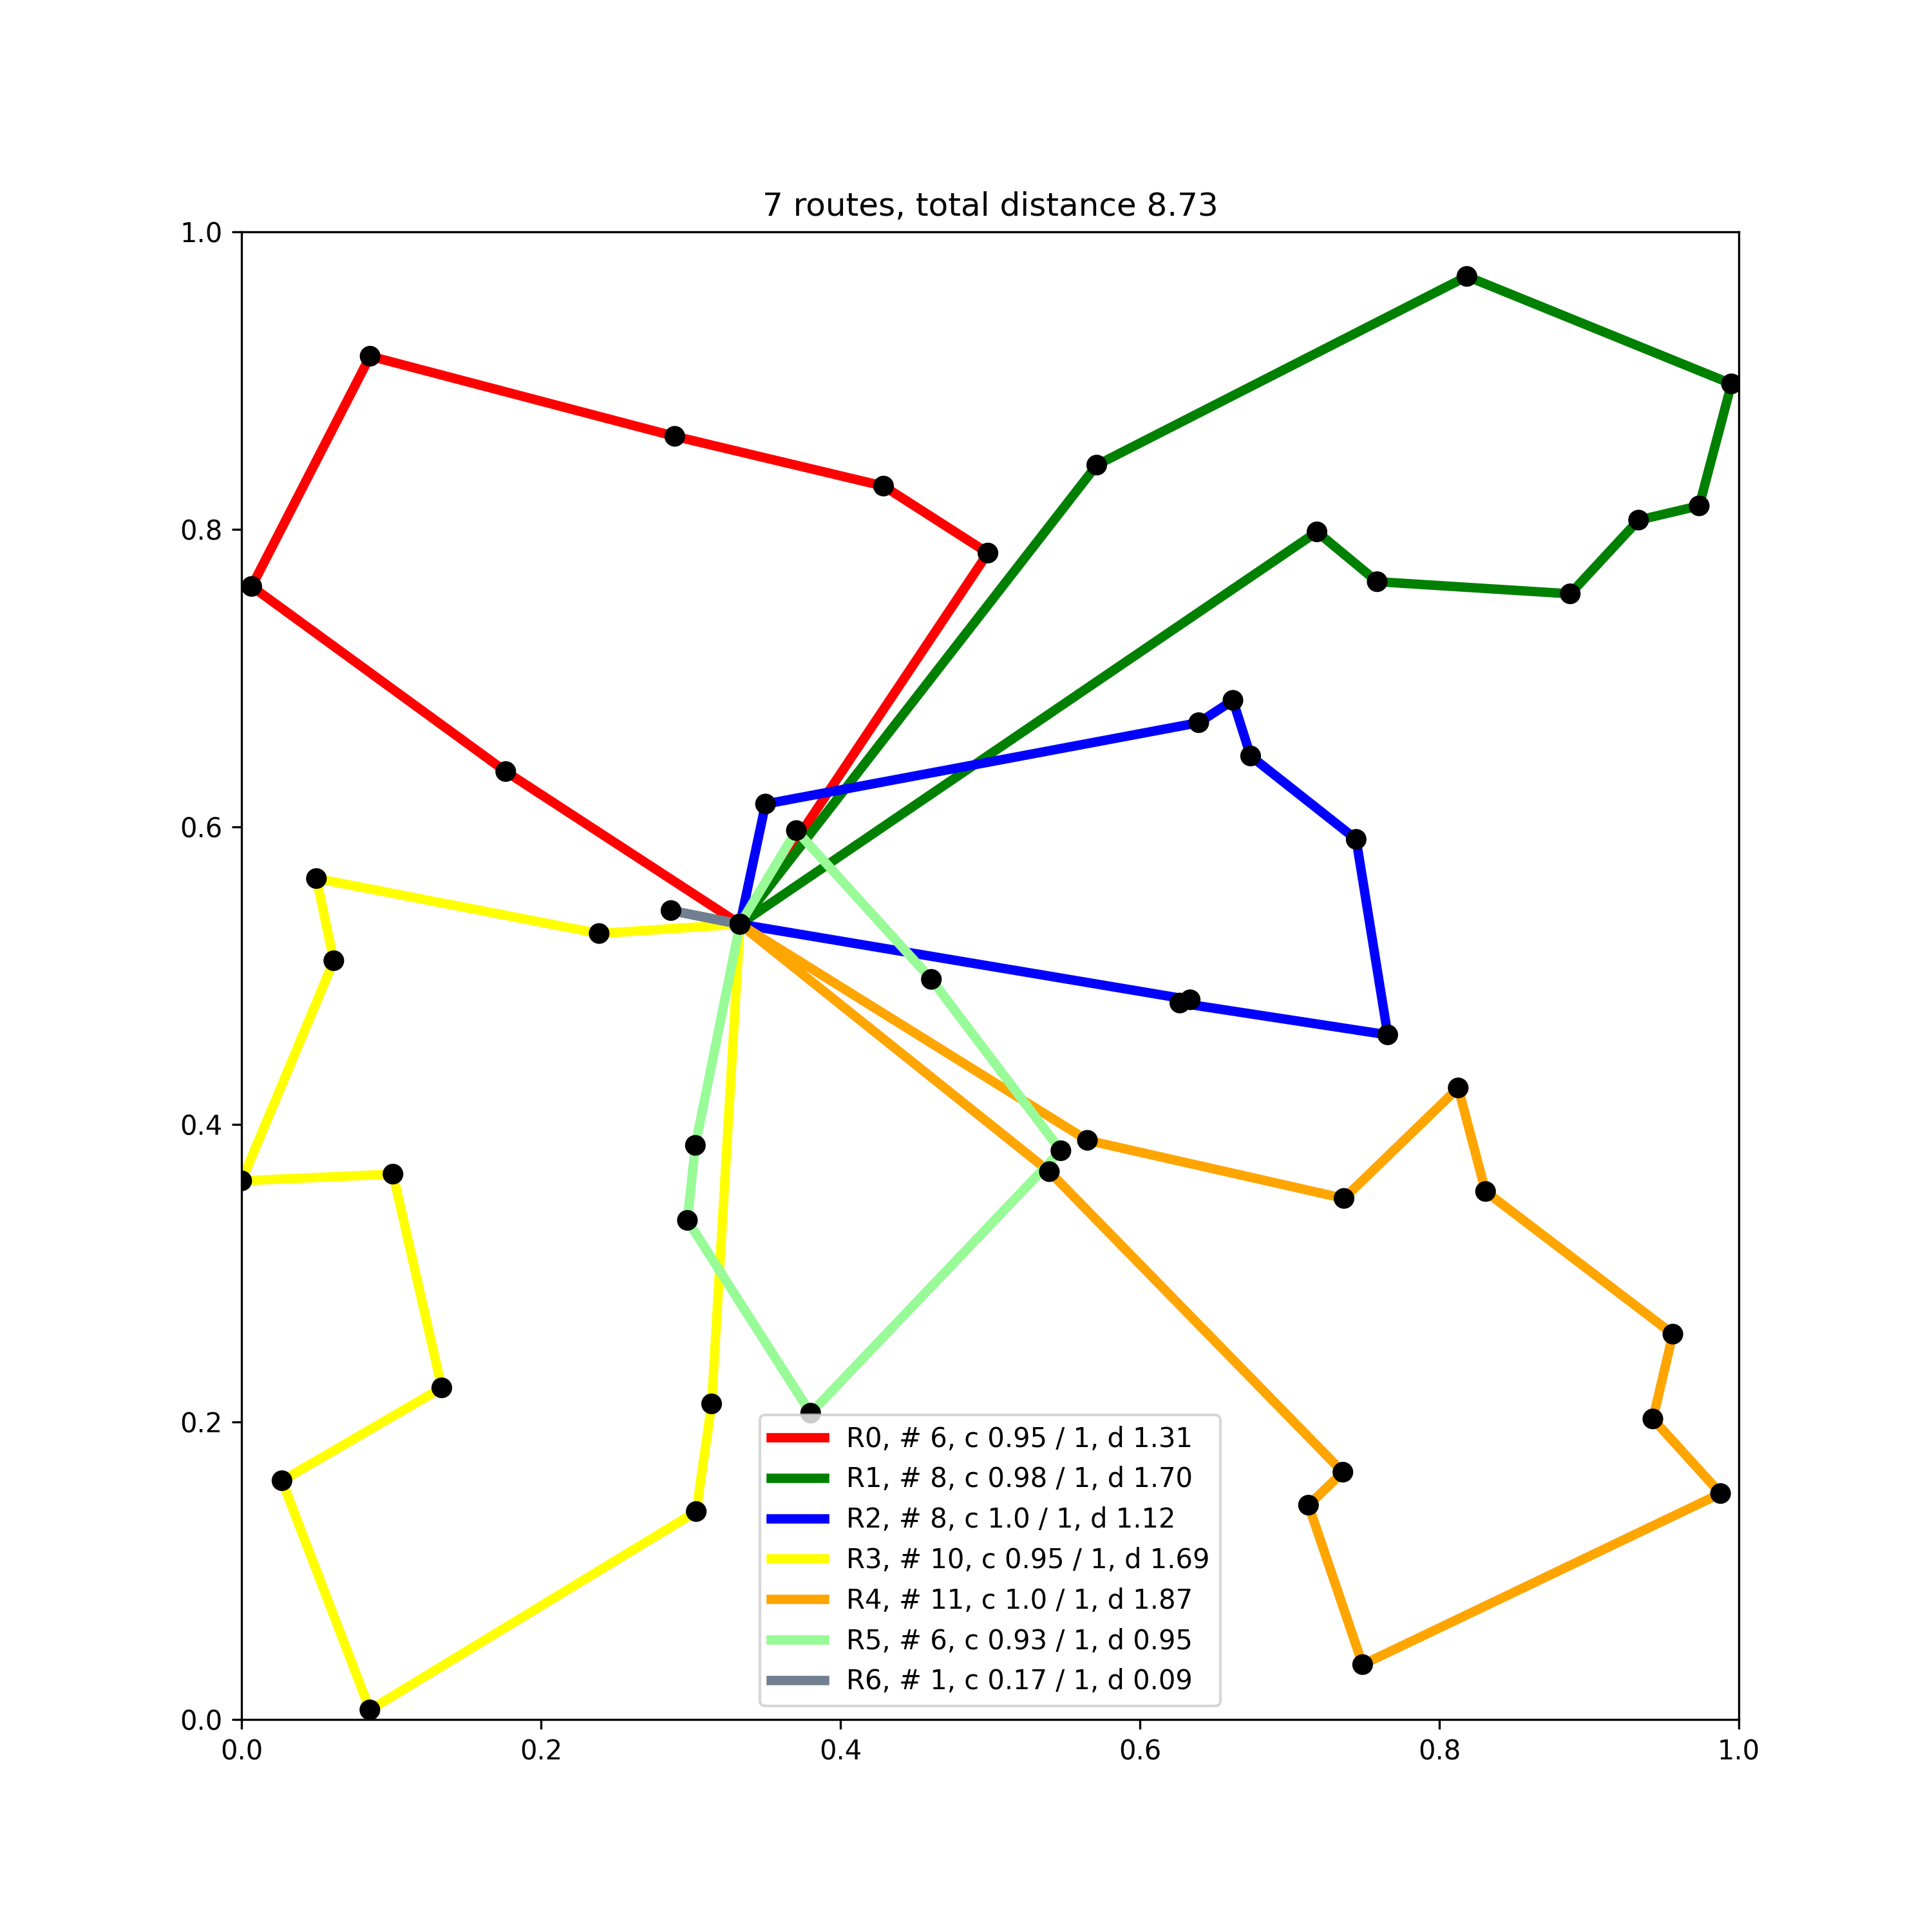 7 routes, total distance 8.73
1.0
0.8
0.6
0.4
0.2
0.0
R0, # 6, c 0.95 / 1, d 1.31
R1, # 8, c 0.98 / 1, d 1.70
R2, # 8, c 1.0 / 1, d 1.12
R3, # 10, c 0.95 / 1, d 1.69
R4, # 11, c 1.0 / 1, d 1.87
R5, # 6, c 0.93 / 1, d 0.95
R6, # 1, c 0.17 / 1, d 0.09
0.0 0.2 0.4 0.6 0.8 1.0